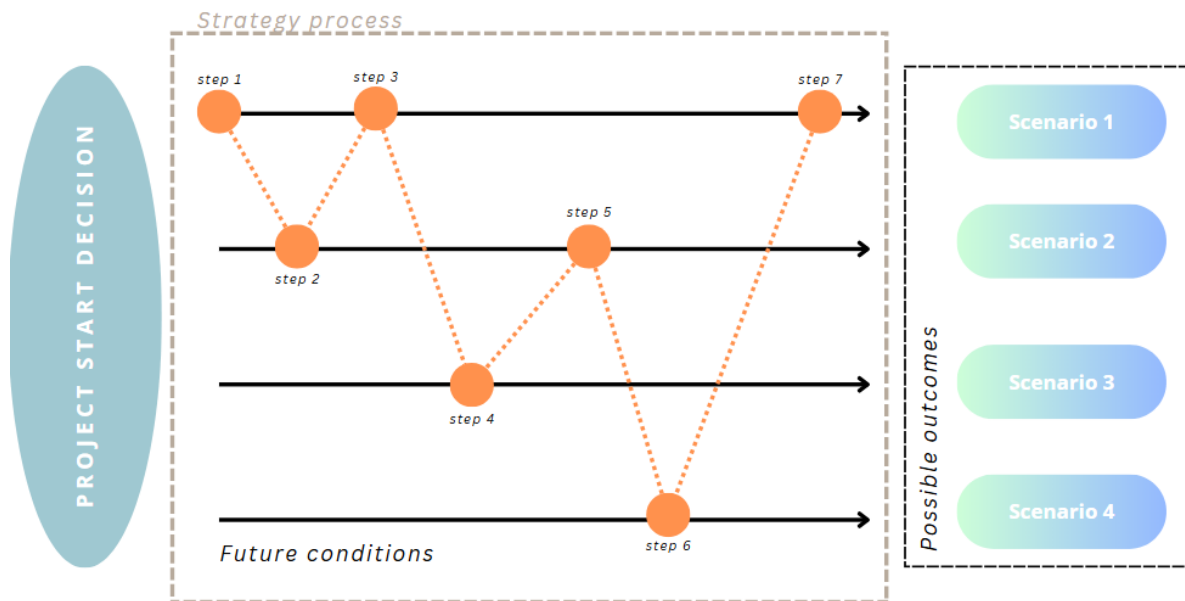 Strategy process
PROJECT START DECISION
step 1
step 3
step 7
step 2
step 5
step 4
step 6
Future conditions
Possible outcomes
Scenario 1
Scenario 2
Scenario 3
Scenario 4